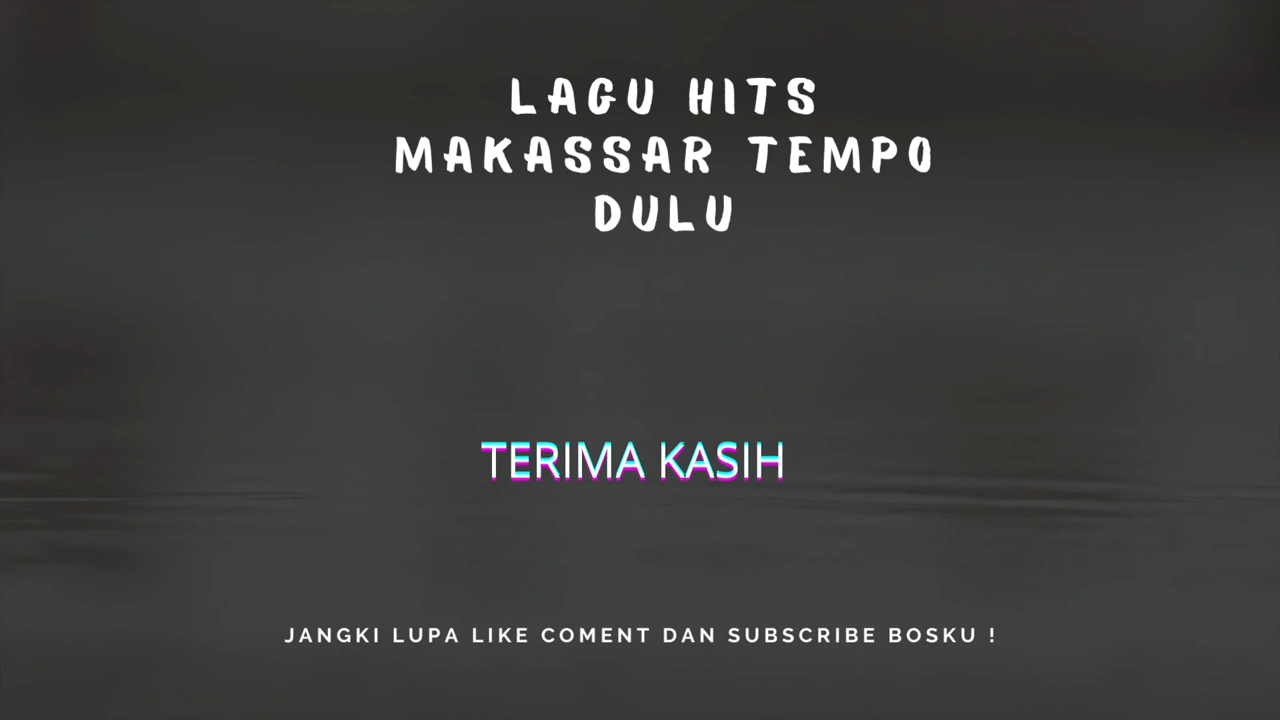 LAGU HITS
MAKASSAR TEMPO
DULU
TERIMA KASIH
JANGKI LUPA LIKE COMENT DAN SUBSCRIBE BOSKU !